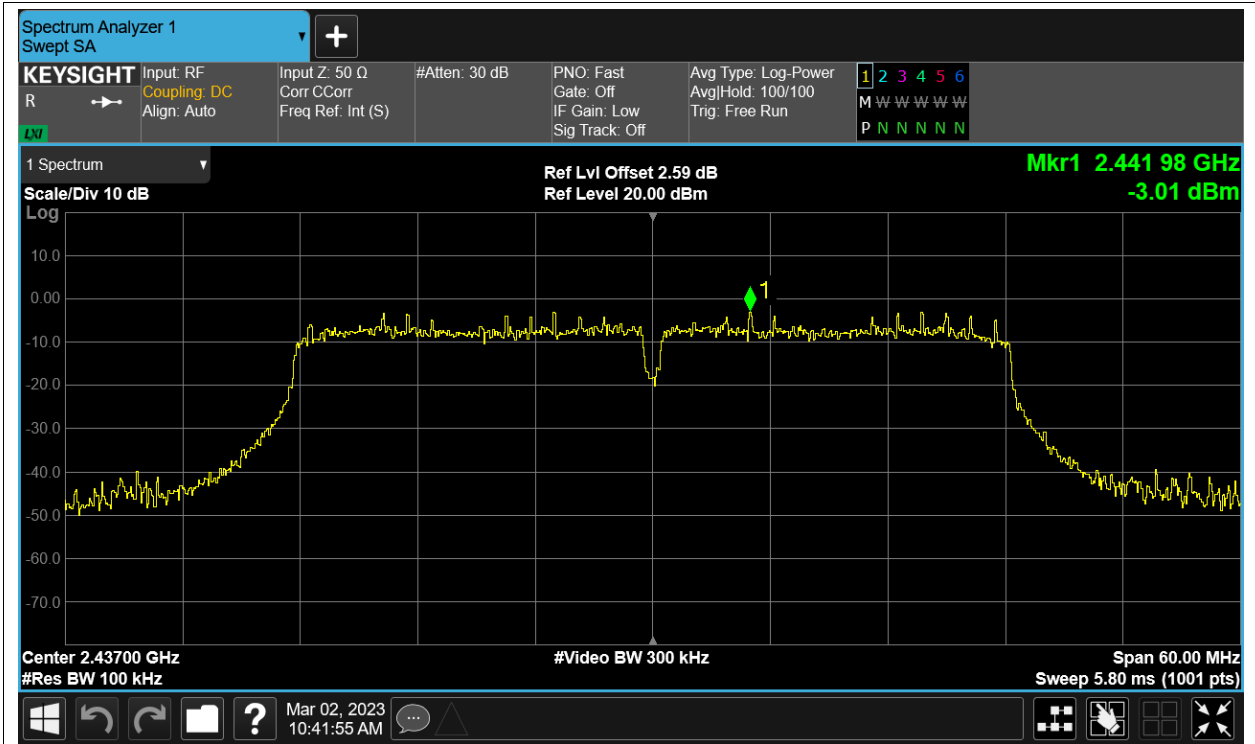 Spectrum Analyzer 1
Swept SA
+
KEYSIGHT
R
LXI
Input: RF
Coupling: DC
Align: Auto
Input Z: 50 Ω
Corr CCorr
Freq Ref: Int (S)
#Atten: 30 dB
PNO: Fast
Gate: Off
IF Gain: Low
Sig Track: Off
Avg Type: Log-Power
Avg|Hold: 100/100
Trig: Free Run
1 2 3 4 5 6
M W W W W W
P N N N N N
1 Spectrum
Scale/Div 10 dB
Ref Lvl Offset 2.59 dB
Ref Level 20.00 dBm
Mkr1 2.441 98 GHz
-3.01 dBm
Log
10.0
0.00
-10.0
-20.0
-30.0
-40.0
-50.0
-60.0
-70.0
1
Center 2.43700 GHz
#Res BW 100 kHz
#Video BW 300 kHz
Span 60.00 MHz
Sweep 5.80 ms (1001 pts)
?
Mar 02, 2023
10:41:55 AM